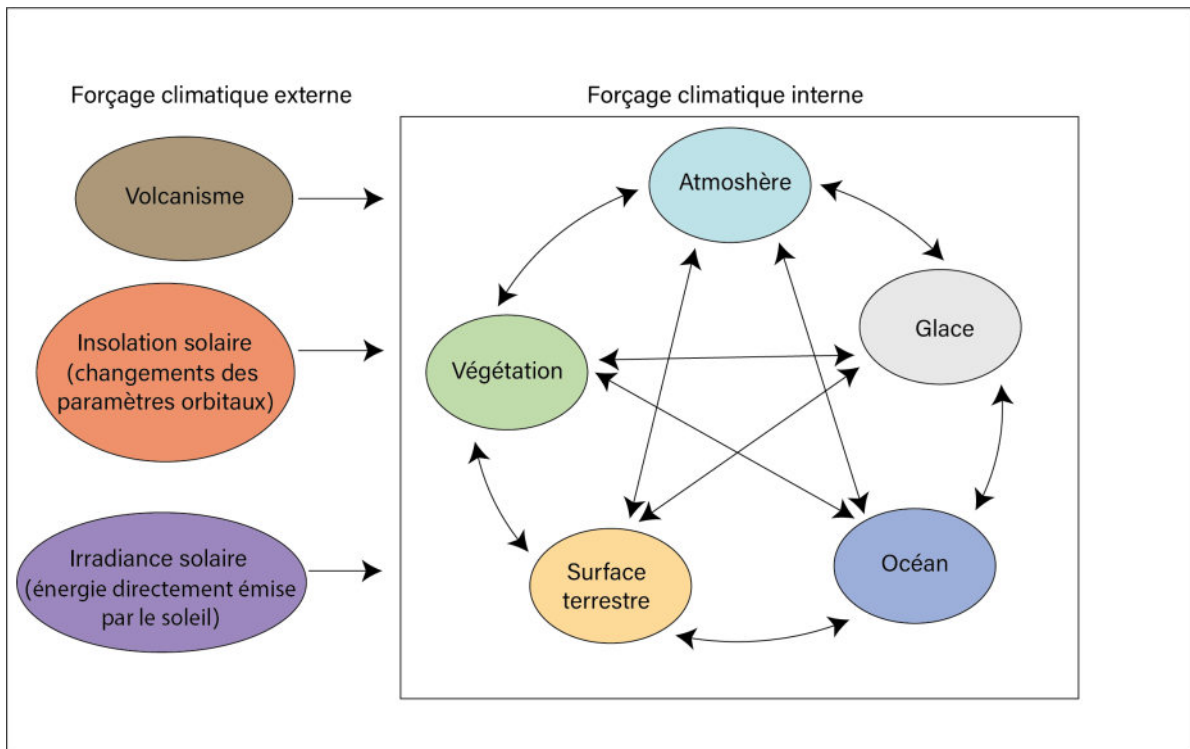 Forçage climatique externe
Forçage climatique interne
Volcanisme
Insolation solaire
(changements des
paramètres orbitaux)
Irradiance solaire
(énergie directement émise
par le soleil)
Atmoshère
Glace
Végétation
Surface
terrestre
Océan